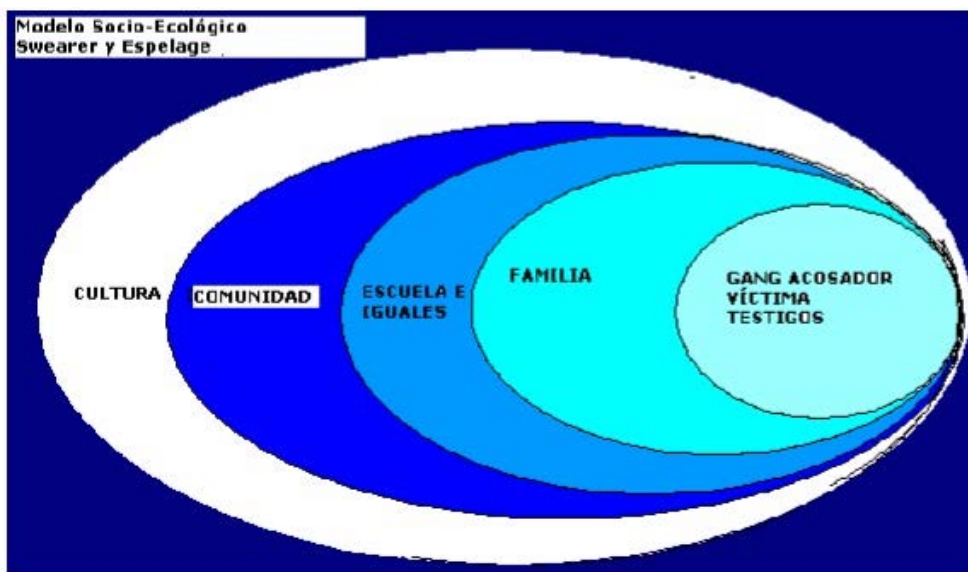 Modelo Socio-Ecológico
Swearer y Espelage
CULTURA
COMUNIDAD
ESCUELA E
IGUALES
FAMILIA
GANG ACOSADOR
VÍCTIMA
TESTIGOS